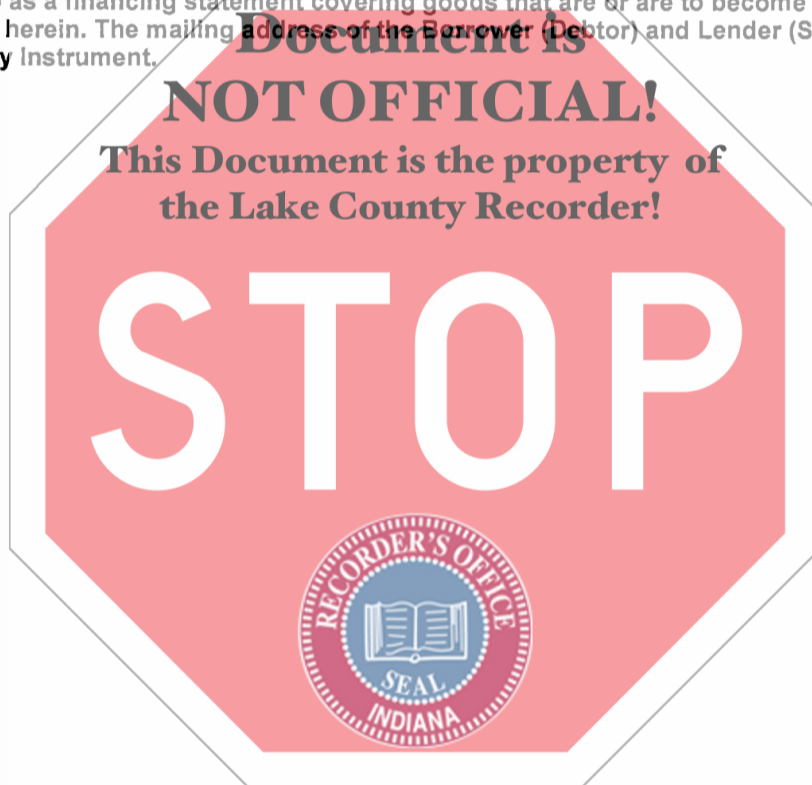 as a financing statement covering goods that are or are to become
herein. The mailing address of the Borrower (Debtor) and Lender (S
y Instrument.
Document is
NOT OFFICIAL!
This Document is the property of
the Lake County Recorder!
STOP
RECORDER'S OFFICE
SEAL
INDIANA